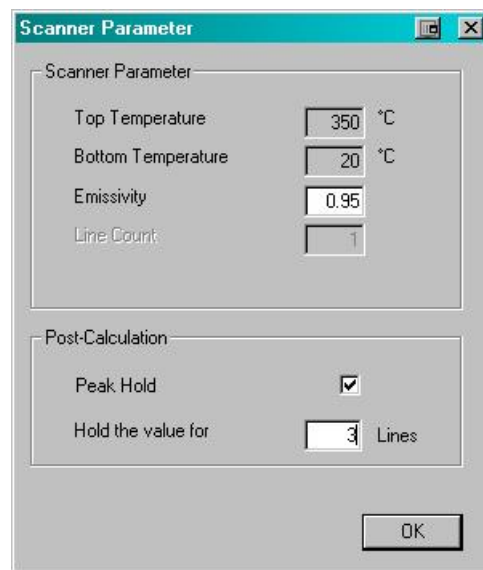 Scanner Parameter
Scanner Parameter
Top Temperature 350 °C
Bottom Temperature 20 °C
Emissivity 0.95
Line Count 1
Post-Calculation
Peak Hold
Hold the value for 3 Lines
OK